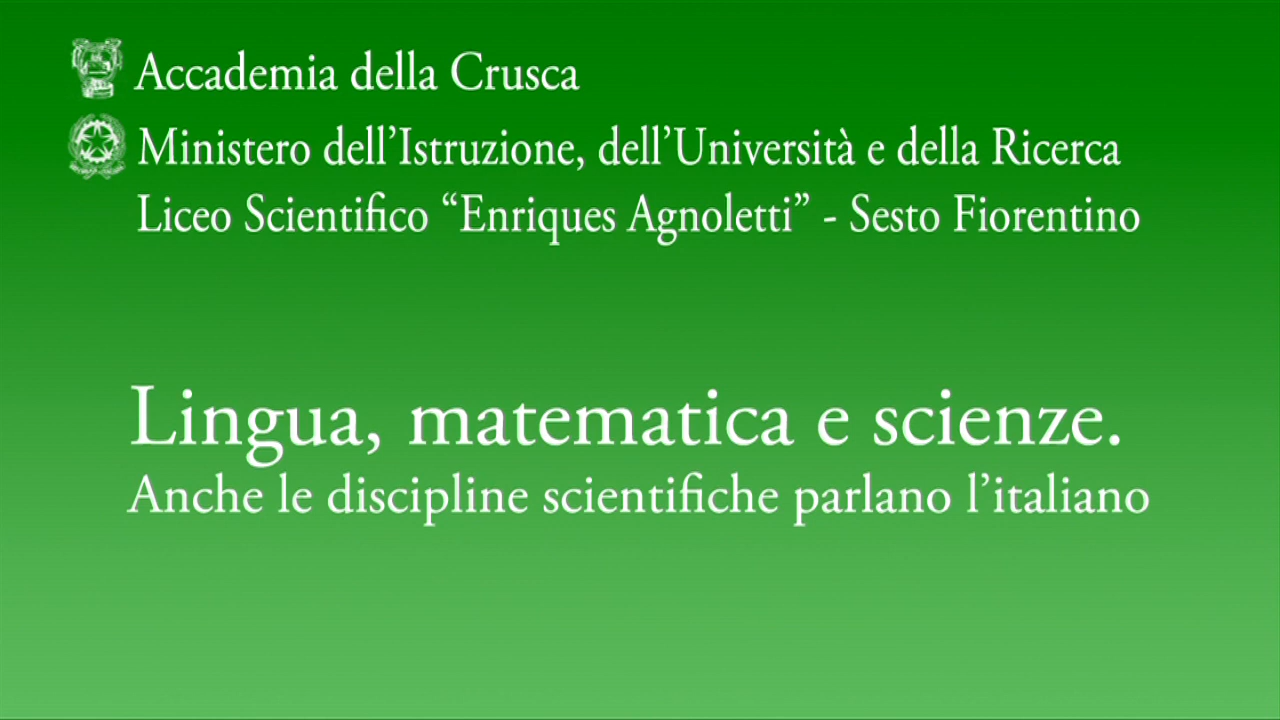 Accademia della Crusca
Ministero dell’Istruzione, dell’Università e della Ricerca
Liceo Scientifico “Enriques Agnoletti” - Sesto Fiorentino
Lingua, matematica e scienze.
Anche le discipline scientifiche parlano l’italiano